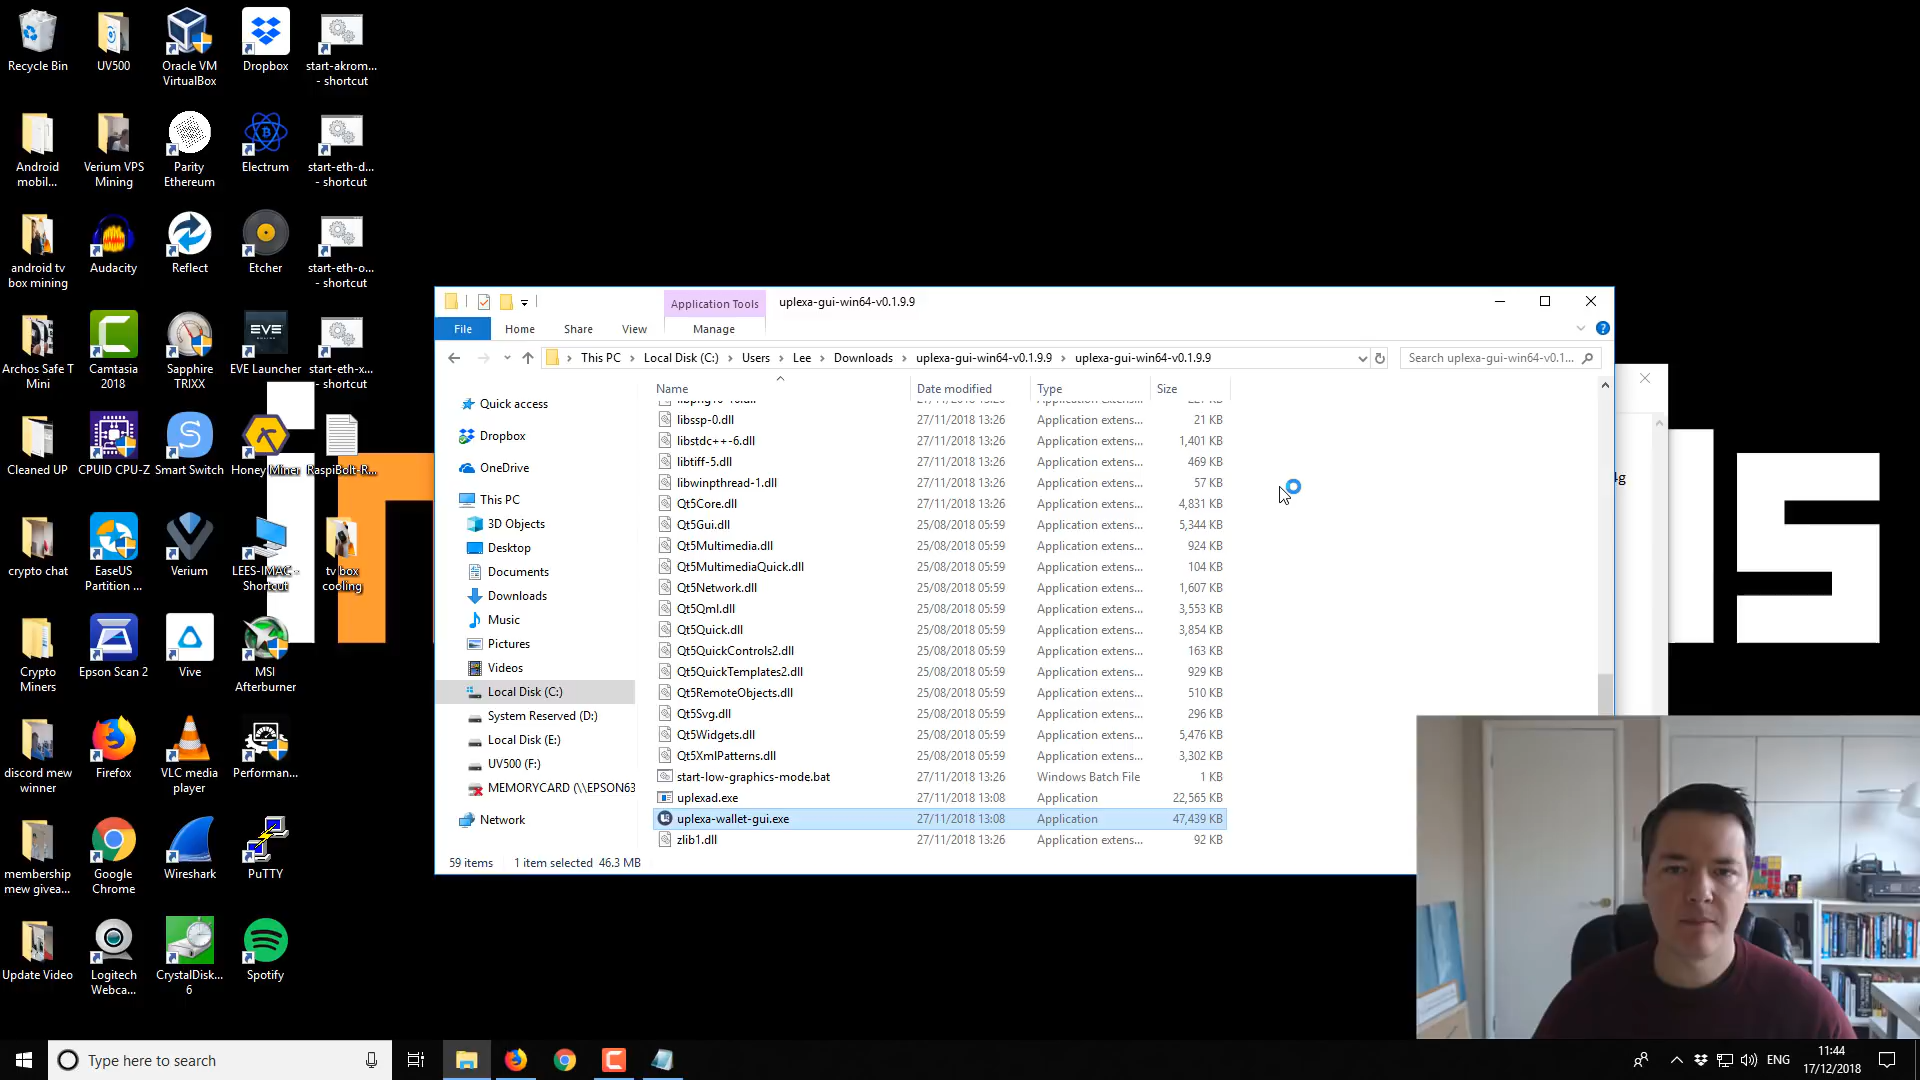 Recycle Bin
UV500
Oracle VM
VirtualBox
Dropbox
start-akrom...
- shortcut
Android
mobil...
Verium VPS
Mining
Parity
Ethereum
Electrum
start-eth-d...
- shortcut
android tv
box mining
Audacity
Reflect
Etcher
start-eth-o...
- shortcut
Archos Safe T
Mini
Camtasia
2018
Sapphire
TRIXX
EVE Launcher
start-eth-x...
- shortcut
Cleaned UP
CPUID CPU-Z
Smart Switch
Honey Miner
RaspiBolt-R...
crypto chat
EaseUS
Partition ...
Verium
LEES-IMAC -
Shortcut
tv box
cooling
Crypto
Miners
Epson Scan 2
Vive
MSI
Afterburner
discord mew
winner
Firefox
VLC media
player
Performan...
membership
mew givea...
Google
Chrome
Wireshark
PuTTY
Update Video
Logitech
Webca...
CrystalDisk...
6
Spotify
Application Tools
uplexa-gui-win64-v0.1.9.9
File
Home
Share
View
Manage
This PC > Local Disk (C:) > Users > Lee > Downloads > uplexa-gui-win64-v0.1.9.9 > uplexa-gui-win64-v0.1.9.9
Search uplexa-gui-win64-v0.1...
Quick access
Dropbox
OneDrive
This PC
3D Objects
Desktop
Documents
Downloads
Music
Pictures
Videos
Local Disk (C:)
System Reserved (D:)
Local Disk (E:)
UV500 (F:)
MEMORYCARD (\\EPSON63
Network
Name Date modified Type Size
libssp-0.dll 27/11/2018 13:26 Application extens... 21 KB
libstdc++-6.dll 27/11/2018 13:26 Application extens... 1,401 KB
libtiff-5.dll 27/11/2018 13:26 Application extens... 469 KB
libwinpthread-1.dll 27/11/2018 13:26 Application extens... 57 KB
Qt5Core.dll 27/11/2018 13:26 Application extens... 4,831 KB
Qt5Gui.dll 25/08/2018 05:59 Application extens... 5,344 KB
Qt5Multimedia.dll 25/08/2018 05:59 Application extens... 924 KB
Qt5MultimediaQuick.dll 25/08/2018 05:59 Application extens... 104 KB
Qt5Network.dll 25/08/2018 05:59 Application extens... 1,607 KB
Qt5Qml.dll 25/08/2018 05:59 Application extens... 3,553 KB
Qt5Quick.dll 25/08/2018 05:59 Application extens... 3,854 KB
Qt5QuickControls2.dll 25/08/2018 05:59 Application extens... 163 KB
Qt5QuickTemplates2.dll 25/08/2018 05:59 Application extens... 929 KB
Qt5RemoteObjects.dll 25/08/2018 05:59 Application extens... 510 KB
Qt5Svg.dll 25/08/2018 05:59 Application extens... 296 KB
Qt5Widgets.dll 25/08/2018 05:59 Application extens... 5,476 KB
Qt5XmlPatterns.dll 25/08/2018 05:59 Application extens... 3,302 KB
start-low-graphics-mode.bat 27/11/2018 13:26 Windows Batch File 1 KB
uplexad.exe 27/11/2018 13:08 Application 22,565 KB
uplexa-wallet-gui.exe 27/11/2018 13:08 Application 47,439 KB
zlib1.dll 27/11/2018 13:26 Application extens... 92 KB
59 items 1 item selected 46.3 MB
Type here to search
ENG
11:44
17/12/2018